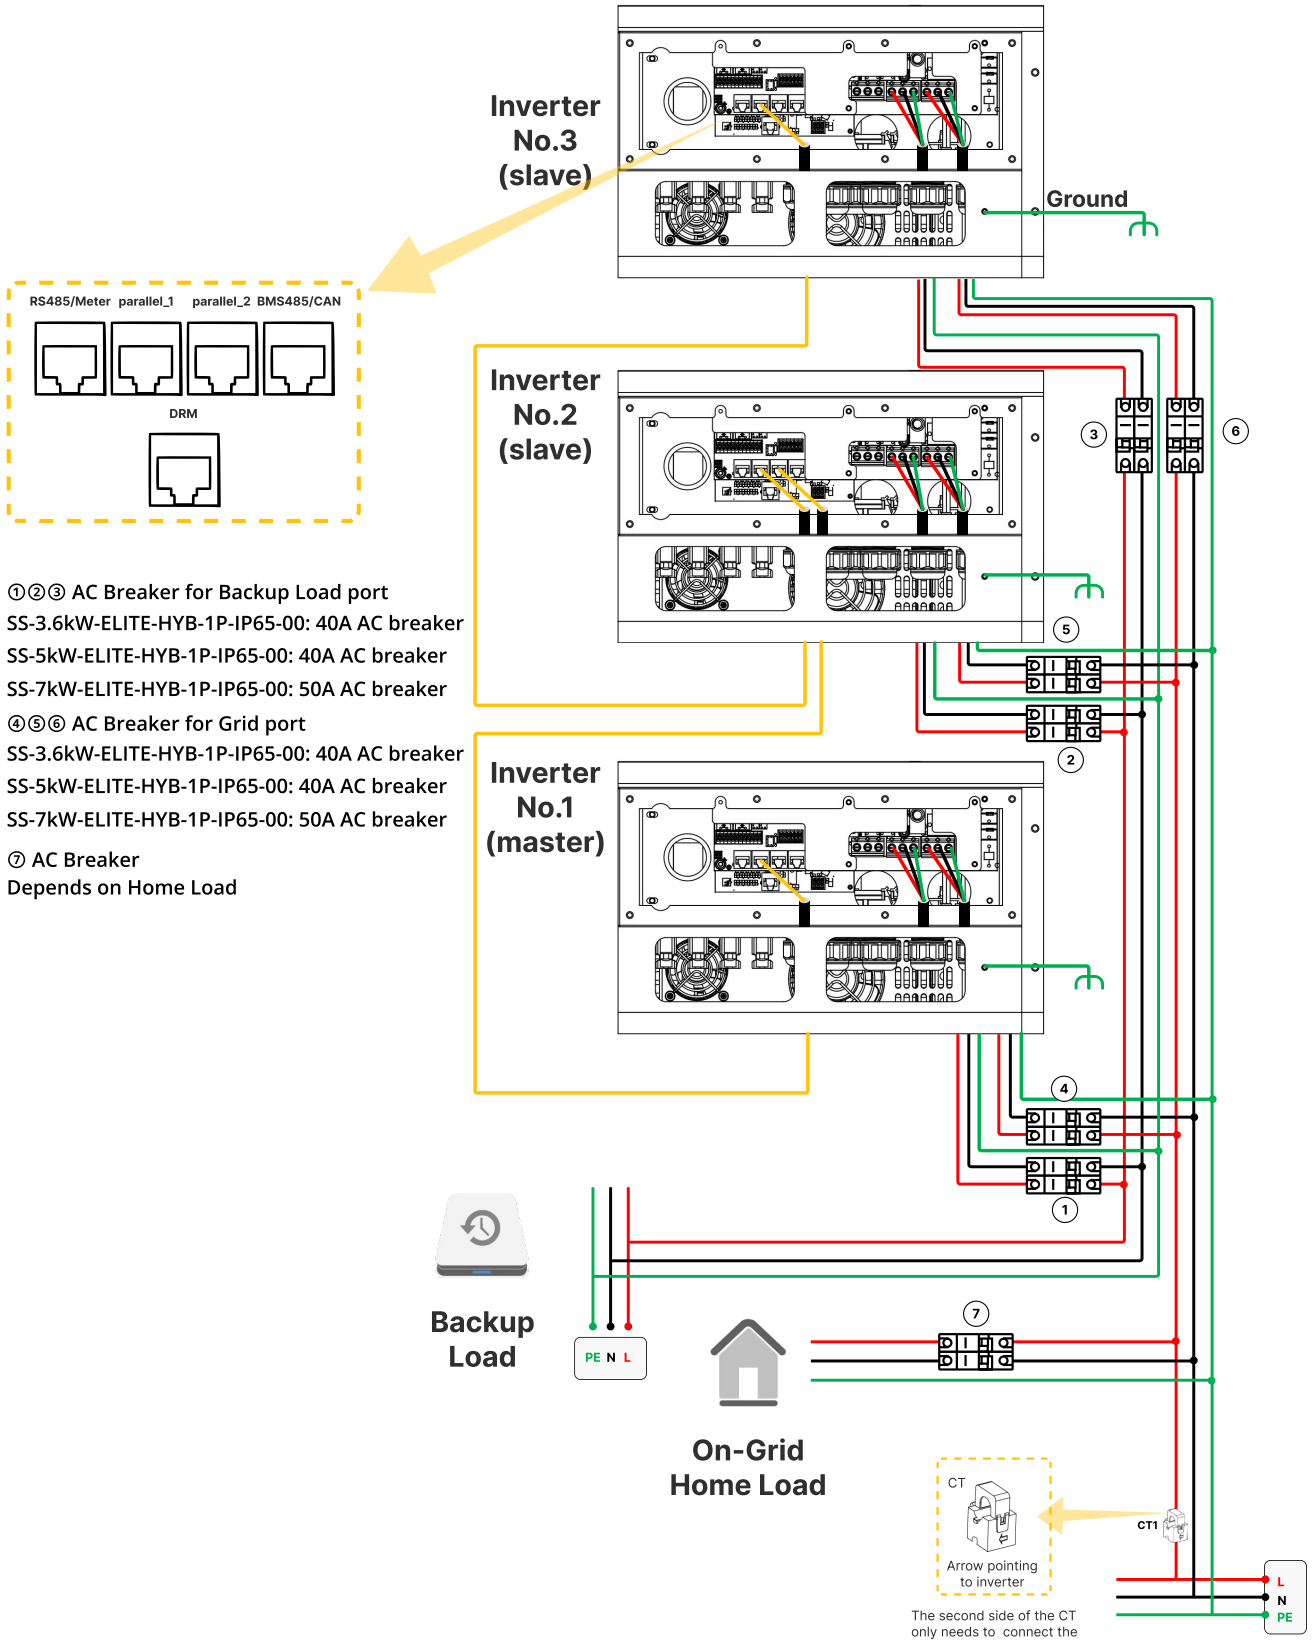 Inverter
No.3
(slave)
Ground
RS485/Meter parallel_1 parallel_2 BMS485/CAN
DRM
Inverter
No.2
(slave)
③
⑥
①②③ AC Breaker for Backup Load port
SS-3.6kW-ELITE-HYB-1P-IP65-00: 40A AC breaker
SS-5kW-ELITE-HYB-1P-IP65-00: 40A AC breaker
SS-7kW-ELITE-HYB-1P-IP65-00: 50A AC breaker
④⑤⑥ AC Breaker for Grid port
SS-3.6kW-ELITE-HYB-1P-IP65-00: 40A AC breaker
SS-5kW-ELITE-HYB-1P-IP65-00: 40A AC breaker
SS-7kW-ELITE-HYB-1P-IP65-00: 50A AC breaker
⑦ AC Breaker
Depends on Home Load
⑤
②
Inverter
No.1
(master)
④
①
Backup
Load
PE N L
⑦
On-Grid
Home Load
CT
Arrow pointing
to inverter
CT1
The second side of the CT
only needs to connect the
L
N
PE